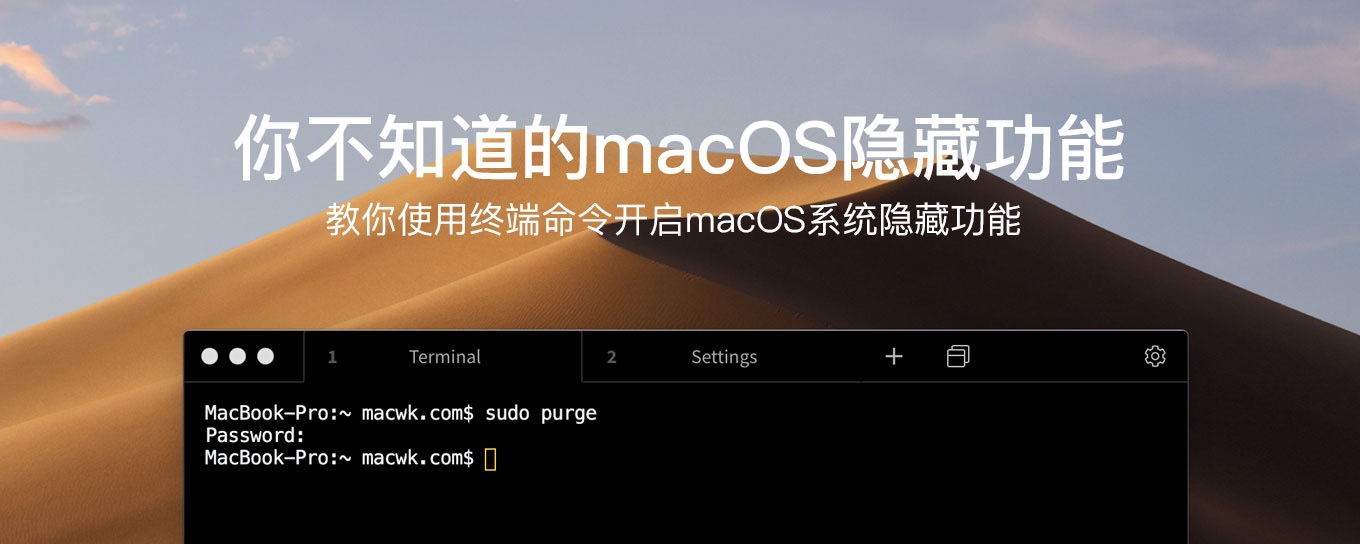 你不知道的macOS隐藏功能
教你使用终端命令开启macOS系统隐藏功能
1 Terminal 2 Settings
MacBook-Pro:~ macwk.com$ sudo purge
Password:
MacBook-Pro:~ macwk.com$